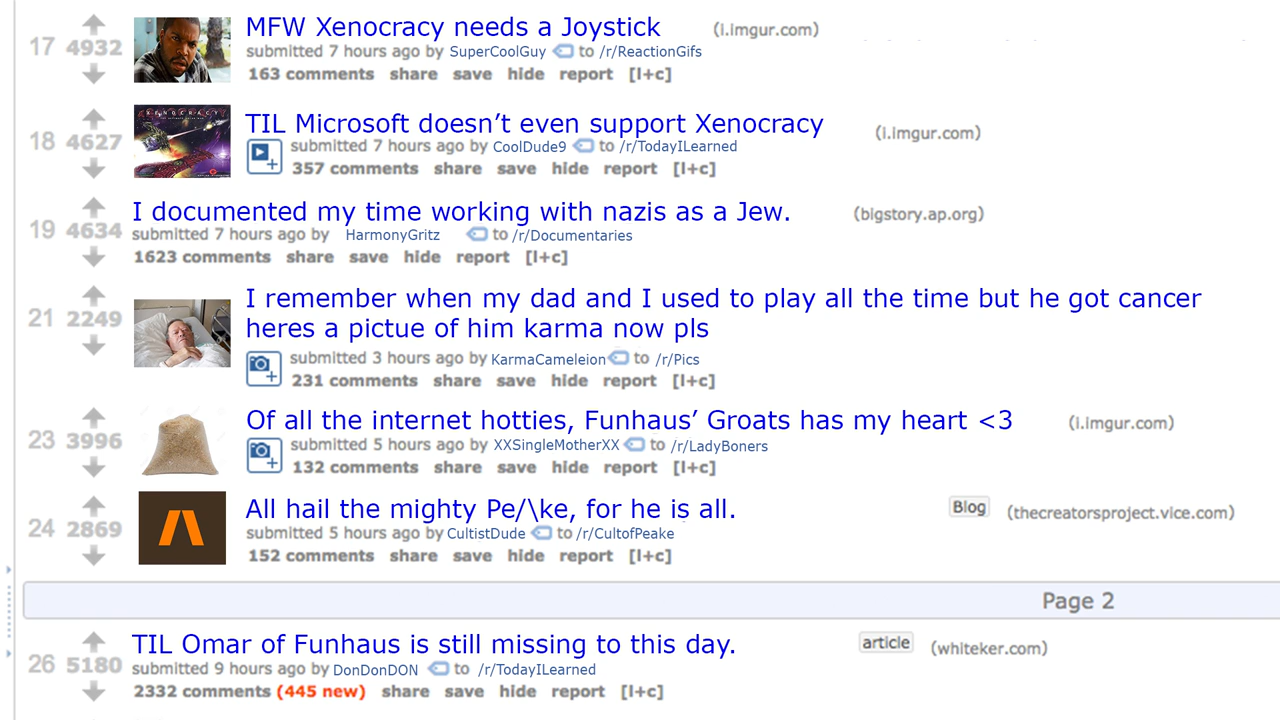 MFW Xenocracy needs a Joystick (i.imgur.com)
17 4932 submitted 7 hours ago by SuperCoolGuy to /r/ReactionGifs
163 comments share save hide report [l+c]
XENOCRACY
TIL Microsoft doesn’t even support Xenocracy (i.imgur.com)
18 4627 submitted 7 hours ago by CoolDude9 to /r/TodayILearned
357 comments share save hide report [l+c]
I documented my time working with nazis as a Jew. (bigstory.ap.org)
19 4634 submitted 7 hours ago by HarmonyGritz to /r/Documentaries
1623 comments share save hide report [l+c]
I remember when my dad and I used to play all the time but he got cancer
21 2249 heres a pictue of him karma now pls
submitted 3 hours ago by KarmaCameleion to /r/Pics
231 comments share save hide report [l+c]
Of all the internet hotties, Funhaus’ Groats has my heart <3 (i.imgur.com)
23 3996 submitted 5 hours ago by XXSingleMotherXX to /r/LadyBoners
132 comments share save hide report [l+c]
All hail the mighty Pe/\ke, for he is all. Blog (thecreatorsproject.vice.com)
24 2869 submitted 5 hours ago by CultistDude to /r/CultofPeake
152 comments share save hide report [l+c]
Page 2
TIL Omar of Funhaus is still missing to this day. article (whiteker.com)
26 5180 submitted 9 hours ago by DonDonDON to /r/TodayILearned
2332 comments (445 new) share save hide report [l+c]